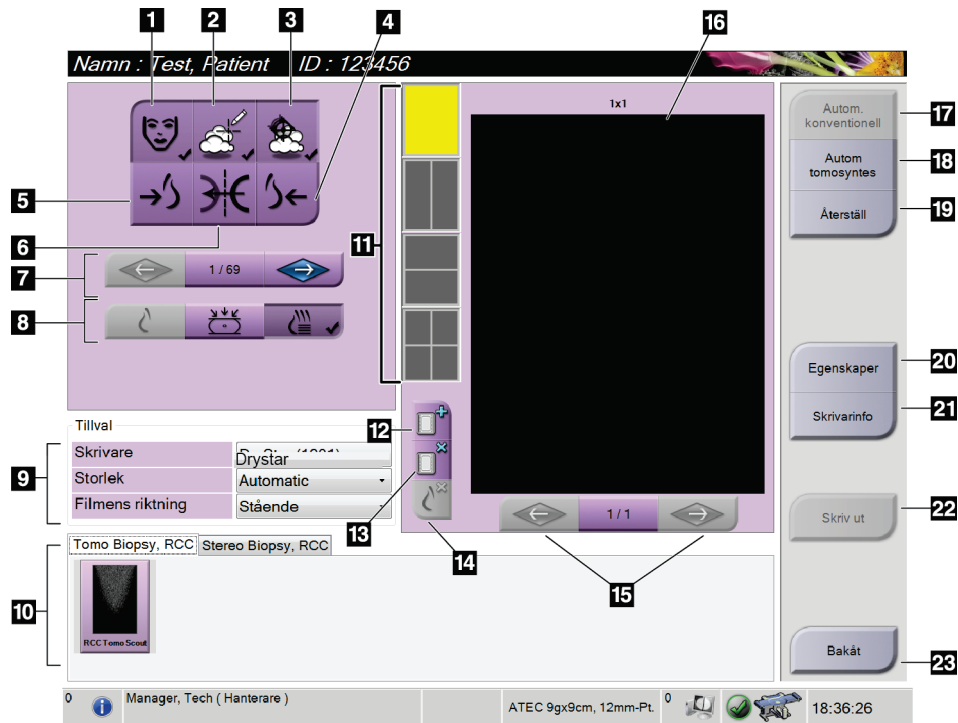 1
2
3
4
16
Namn : Test, Patient ID : 123456
1x1
Autom. konventionell
17
Autom tomosyntes
18
Återställ
19
5
6
11
7
1 / 69
8
Egenskaper
20
Skrivarinfo
21
Tillval
12
9
Skrivare
Drystar
Storlek
Automatic
Filmens riktning
Stående
13
14
1 / 1
15
Skriv ut
22
10
Tomo Biopsy, RCC
Stereo Biopsy, RCC
RCC Tomo Scout
Bakåt
23
0
Manager, Tech ( Hanterare )
ATEC 9gx9cm, 12mm-Pt.
0
18:36:26